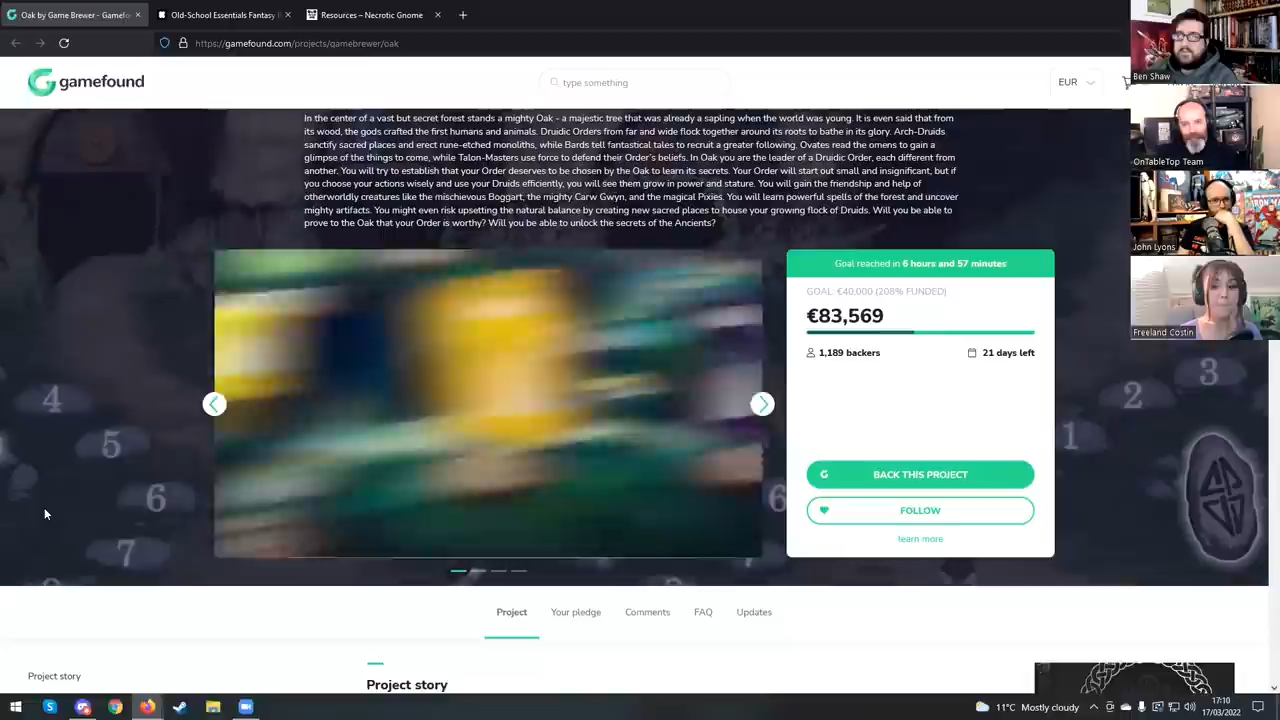 Oak by Game Brewer - Gamefo
Old-School Essentials Fantasy
Resources – Necrotic Gnome
https://gamefound.com/projects/gamebrewer/oak
gamefound
type something
EUR
In the center of a vast but secret forest stands a mighty Oak - a majestic tree that was already a sapling when the world was young. It is even said that from
its wood, the gods crafted the first humans and animals. Druidic Orders from far and wide flock together around its roots to bathe in its glory. Arch-Druids
sanctify sacred places and erect rune-etched monoliths, while Bards tell fantastical tales to recruit a greater following. Ovates read the omens to gain a
glimpse of the things to come, while Talon-Masters use force to defend their Order's beliefs. In Oak you are the leader of a Druidic Order, each different from
another. You will try to establish that your Order deserves to be chosen by the Oak to learn its secrets. Your Order will start out small and insignificant, but if
you choose your actions wisely and use your Druids efficiently, you will see them grow in power and stature. You will gain the friendship and help of
otherworldly creatures like the mischievous Boggart, the mighty Carw Gwyn, and the magical Pixies. You will learn powerful spells of the forest and uncover
mighty artifacts. You might even risk upsetting the natural balance by creating new sacred places to house your growing flock of Druids. Will you be able to
prove to the Oak that your Order is worthy? Will you be able to unlock the secrets of the Ancients?
Ben Shaw
OnTableTop Team
John Lyons
Freeland Costin
Goal reached in 6 hours and 57 minutes
GOAL: €40,000 (208% FUNDED)
€83,569
1,189 backers
21 days left
BACK THIS PROJECT
FOLLOW
learn more
4
5
6
7
6
1
2
3
Project
Your pledge
Comments
FAQ
Updates
Project story
Project story
11°C Mostly cloudy
17:10
17/03/2022